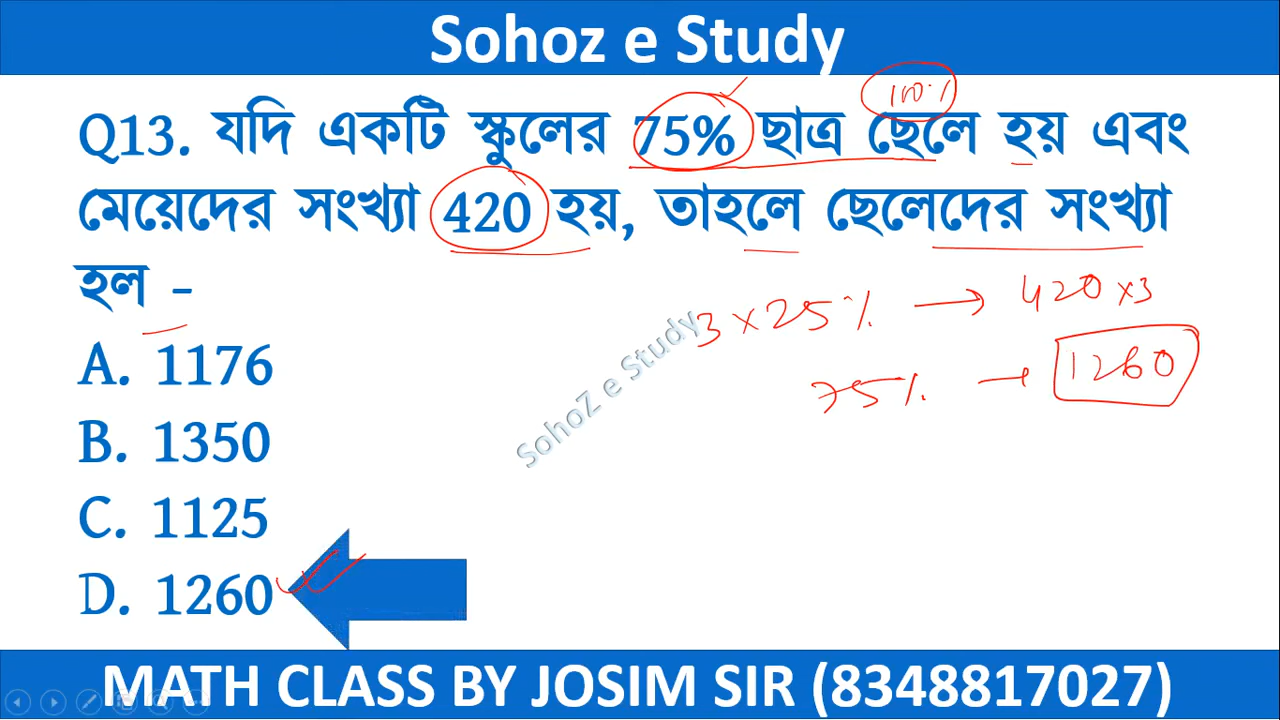 Sohoz e Study
100%
Q13. যদি একটি স্কুলের 75% ছাত্র ছেলে হয় এবং
মেয়েদের সংখ্যা 420 হয়, তাহলে ছেলেদের সংখ্যা
হল -
3 × 25% → 420 × 3
75% → 1260
A. 1176
B. 1350
C. 1125
D. 1260
SohoZ e Study
MATH CLASS BY JOSIM SIR (8348817027)